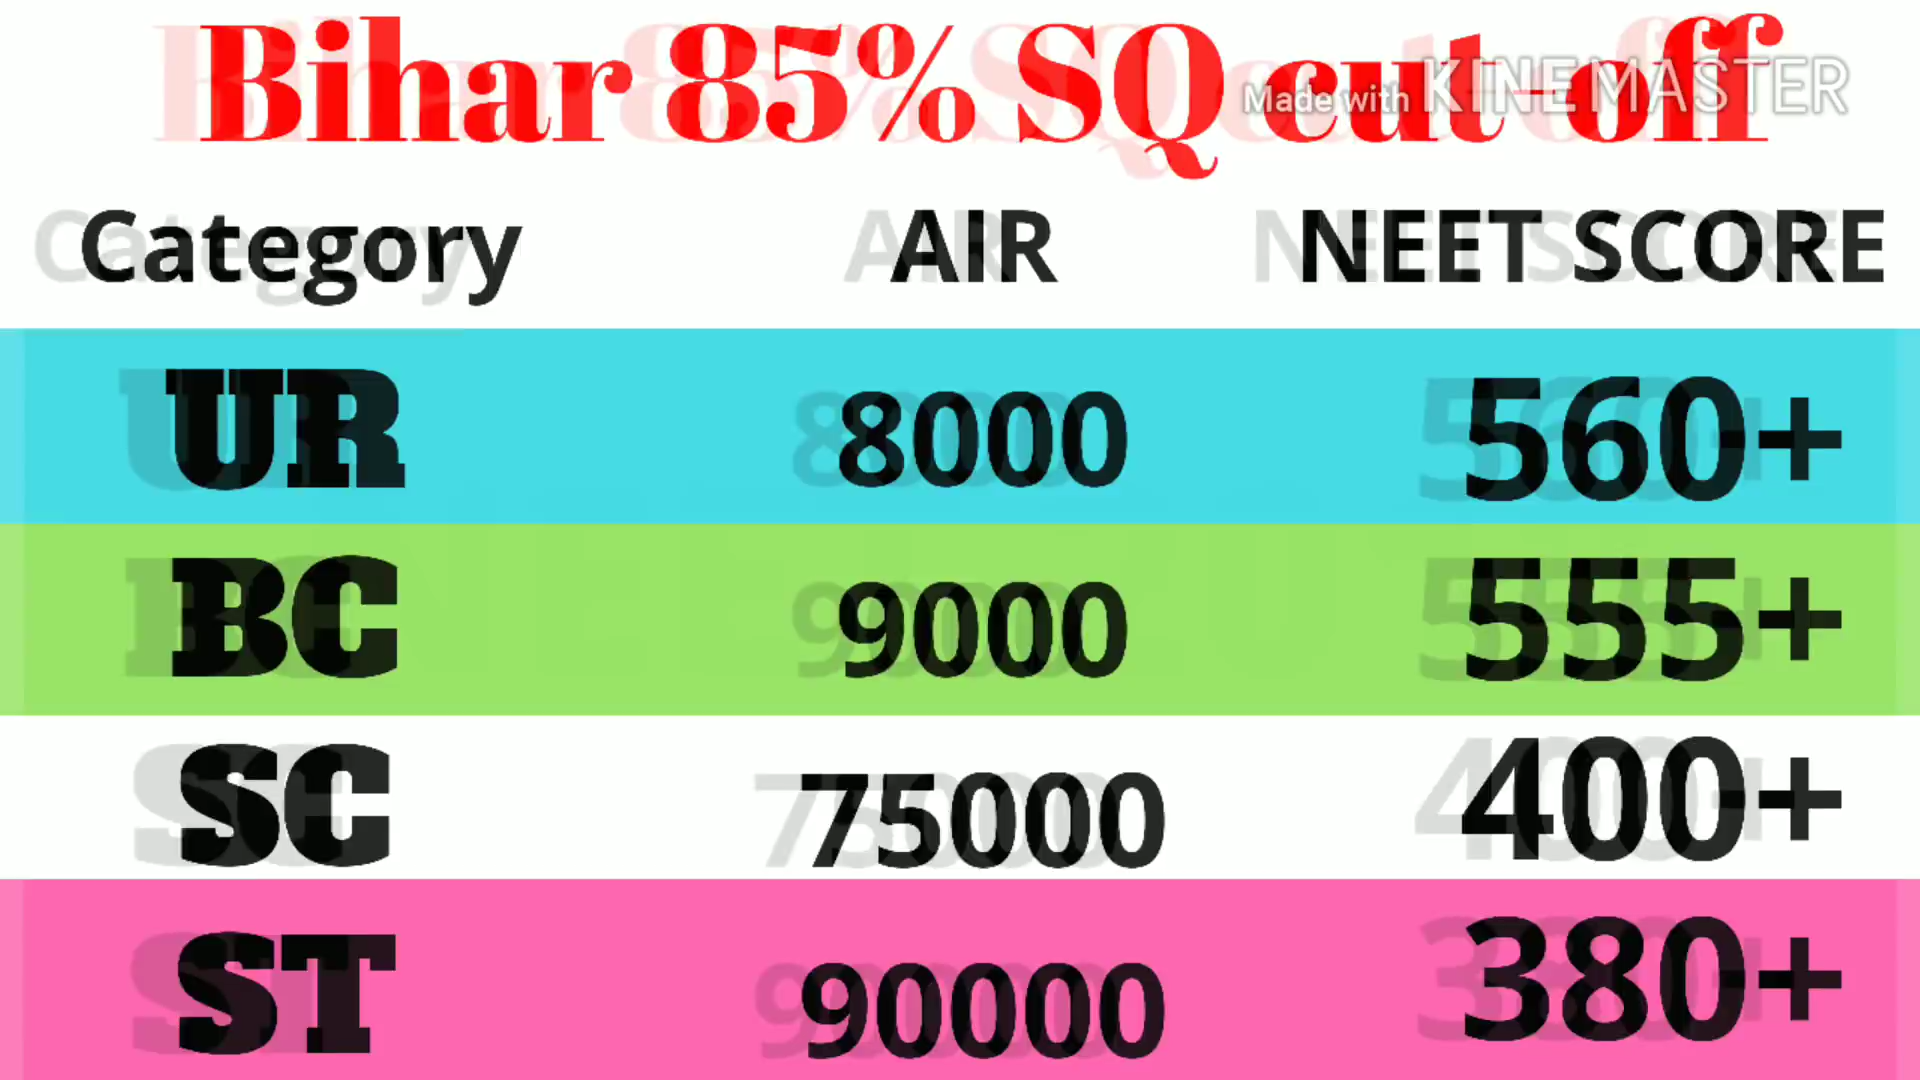 Bihar 85% SQ cut-off
Made with KINEMASTER
Category AIR NEET SCORE
UR 8000 560+
BC 9000 555+
SC 75000 400+
ST 90000 380+